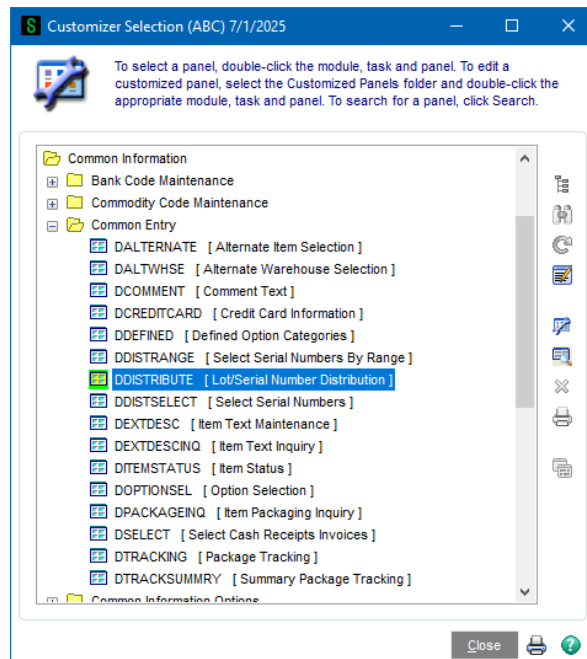 S Customizer Selection (ABC) 7/1/2025
To select a panel, double-click the module, task and panel. To edit a
customized panel, select the Customized Panels folder and double-click the
appropriate module, task and panel. To search for a panel, click Search.
Common Information
Bank Code Maintenance
Commodity Code Maintenance
Common Entry
DALTERNATE [ Alternate Item Selection ]
DALTWHSE [ Alternate Warehouse Selection ]
DCOMMENT [ Comment Text ]
DCREDITCARD [ Credit Card Information ]
DDEFINED [ Defined Option Categories ]
DDISTRANGE [ Select Serial Numbers By Range ]
DDISTRIBUTE [ Lot/Serial Number Distribution ]
DDISTSELECT [ Select Serial Numbers ]
DEXTDESC [ Item Text Maintenance ]
DEXTDESCINQ [ Item Text Inquiry ]
DITEMSTATUS [ Item Status ]
DOPTIONSEL [ Option Selection ]
DPACKAGEINQ [ Item Packaging Inquiry ]
DSELECT [ Select Cash Receipts Invoices ]
DTRACKING [ Package Tracking ]
DTRACKSUMMRY [ Summary Package Tracking ]
Common Information Options
Close
?